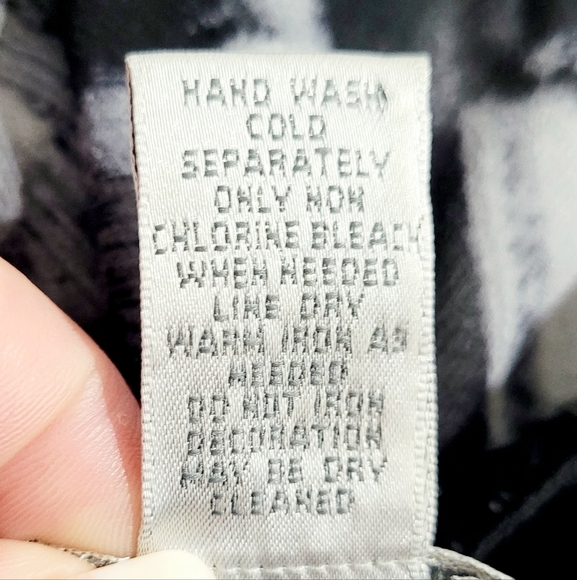 HAND WASH
COLD
SEPARATELY
ONLY NON
CHLORINE BLEACH
WHEN NEEDED
LINE DRY
WARM IRON AS
NEEDED
DO NOT IRON
DECORATION
MAY BE DRY
CLEANED